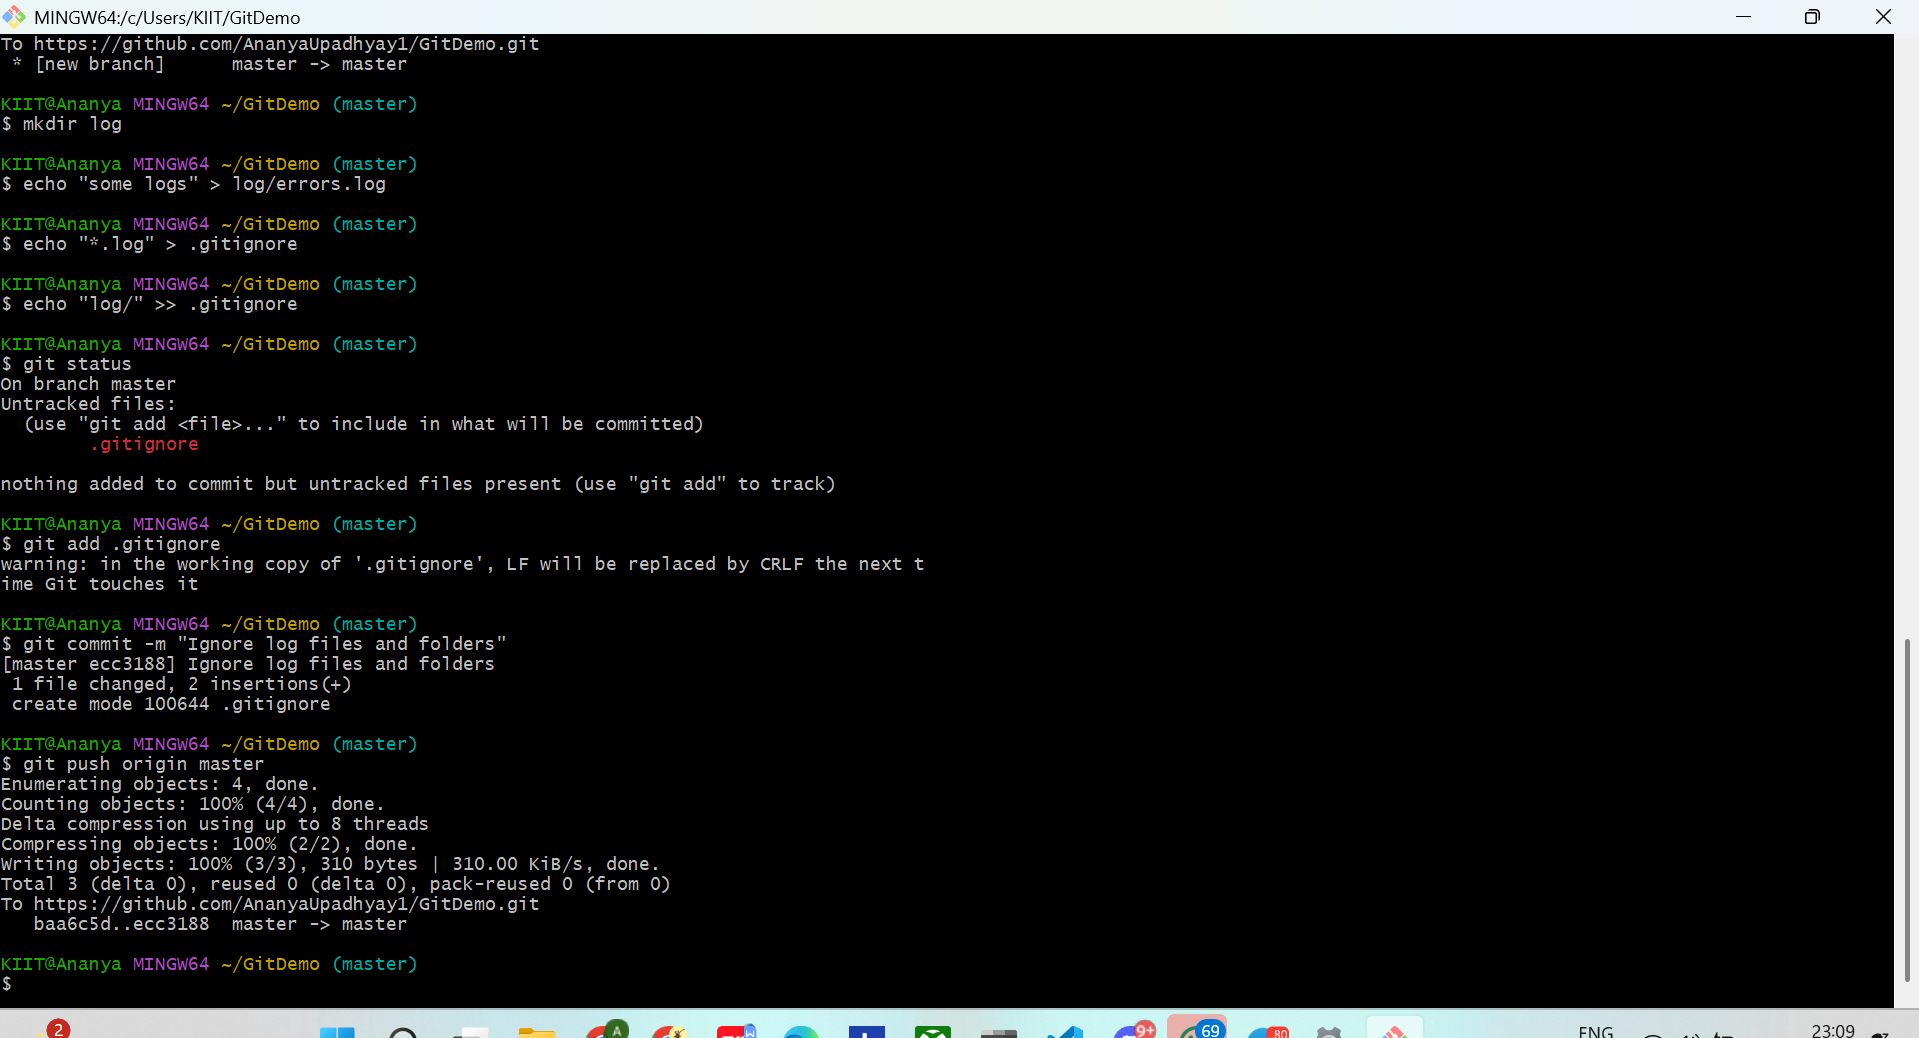 MINGW64:/c/Users/KIIT/GitDemo
To https://github.com/AnanyaUpadhyay1/GitDemo.git
 * [new branch]      master -> master

KIIT@Ananya MINGW64 ~/GitDemo (master)
$ mkdir log

KIIT@Ananya MINGW64 ~/GitDemo (master)
$ echo "some logs" > log/errors.log

KIIT@Ananya MINGW64 ~/GitDemo (master)
$ echo "*.log" > .gitignore

KIIT@Ananya MINGW64 ~/GitDemo (master)
$ echo "log/" >> .gitignore

KIIT@Ananya MINGW64 ~/GitDemo (master)
$ git status
On branch master
Untracked files:
  (use "git add <file>..." to include in what will be committed)
        .gitignore

nothing added to commit but untracked files present (use "git add" to track)

KIIT@Ananya MINGW64 ~/GitDemo (master)
$ git add .gitignore
warning: in the working copy of '.gitignore', LF will be replaced by CRLF the next t
ime Git touches it

KIIT@Ananya MINGW64 ~/GitDemo (master)
$ git commit -m "Ignore log files and folders"
[master ecc3188] Ignore log files and folders
 1 file changed, 2 insertions(+)
 create mode 100644 .gitignore

KIIT@Ananya MINGW64 ~/GitDemo (master)
$ git push origin master
Enumerating objects: 4, done.
Counting objects: 100% (4/4), done.
Delta compression using up to 8 threads
Compressing objects: 100% (2/2), done.
Writing objects: 100% (3/3), 310 bytes | 310.00 KiB/s, done.
Total 3 (delta 0), reused 0 (delta 0), pack-reused 0 (from 0)
To https://github.com/AnanyaUpadhyay1/GitDemo.git
   baa6c5d..ecc3188  master -> master

KIIT@Ananya MINGW64 ~/GitDemo (master)
$
2 A W 9+ 69 80 ENG 23:09